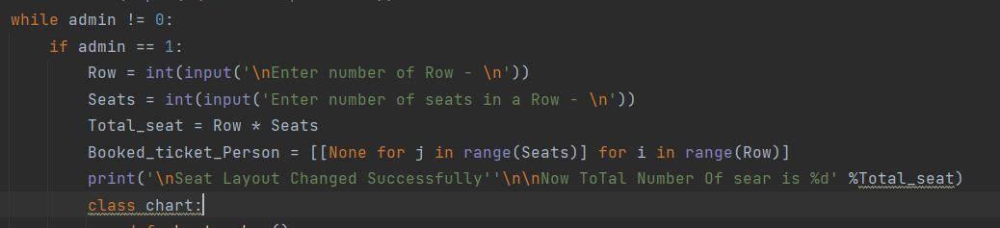 while admin != 0:
if admin == 1:
Row = int(input('\nEnter number of Row - \n'))
Seats = int(input('Enter number of seats in a Row - \n'))
Total_seat = Row * Seats
Booked_ticket_Person = [[None for j in range(Seats)] for i in range(Row)]
print('\nSeat Layout Changed Successfully''\n\nNow ToTal Number Of sear is %d' %Total_seat)
class chart: